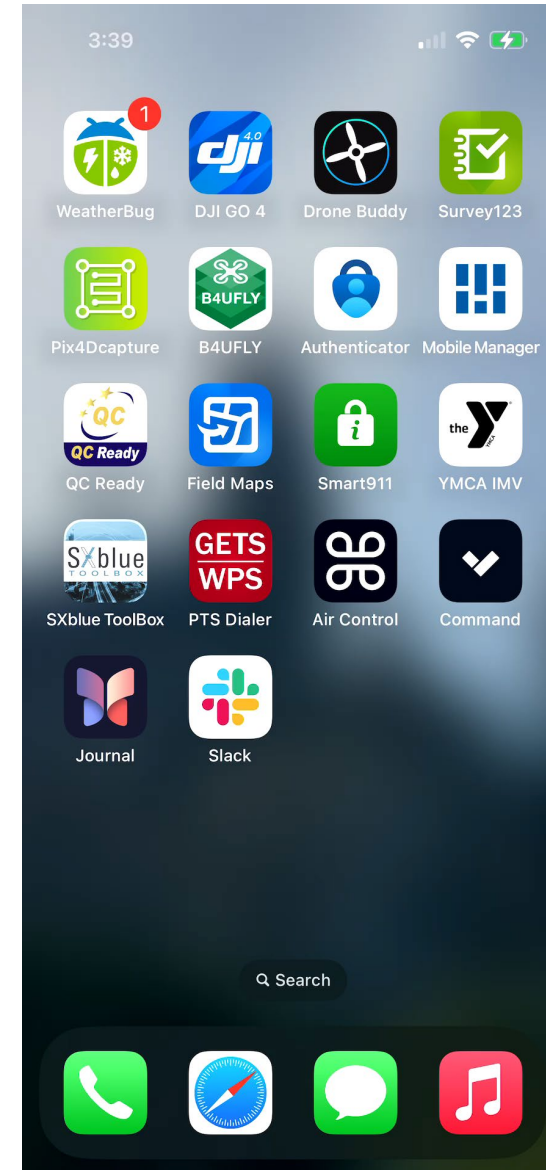 3:39
1
4.0
dji
WeatherBug
DJI GO 4
Drone Buddy
Survey123
B4UFLY
Pix4Dcapture
B4UFLY
Authenticator
Mobile Manager
QC
QC Ready
i
the
YMCA
QC Ready
Field Maps
Smart911
YMCA IMV
SXblue
TOOLBOX
GETS
WPS
SXblue ToolBox
PTS Dialer
Air Control
Command
Journal
Slack
Search